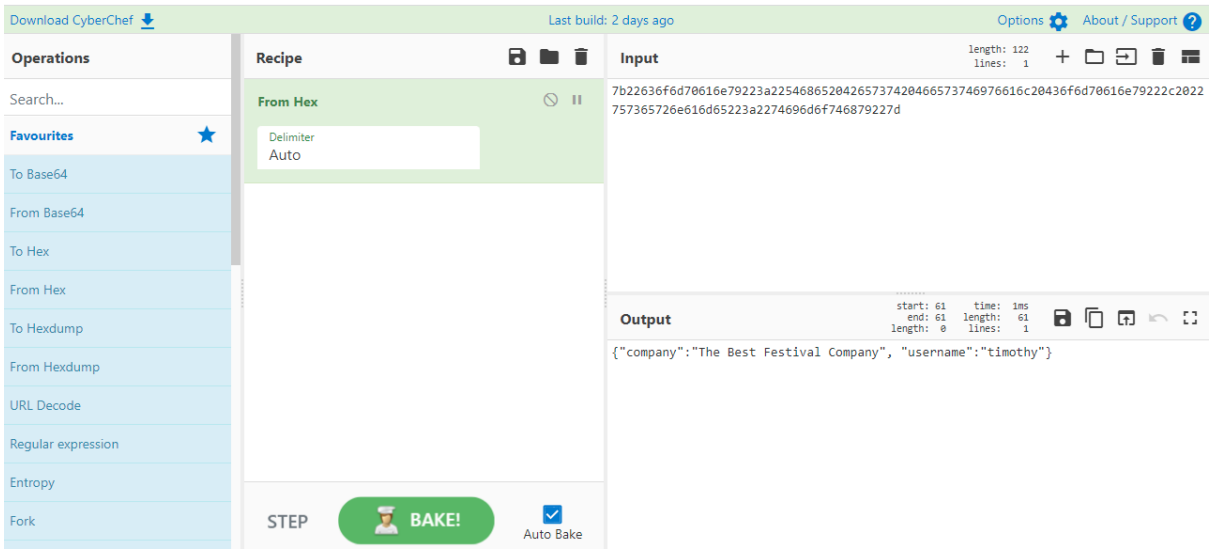 Download CyberChef
Last build: 2 days ago
Options
About / Support
Operations
Search...
Favourites
To Base64
From Base64
To Hex
From Hex
To Hexdump
From Hexdump
URL Decode
Regular expression
Entropy
Fork
Recipe
From Hex
Delimiter
Auto
STEP
BAKE!
Auto Bake
Input
length: 122
lines: 1
7b22636f6d70616e79223a22546865204265737420466573746976616c20436f6d70616e79222c2022
757365726e616d65223a2274696d6f746879227d
Output
start: 61 time: 1ms
end: 61 length: 61
length: 0 lines: 1
{"company":"The Best Festival Company", "username":"timothy"}